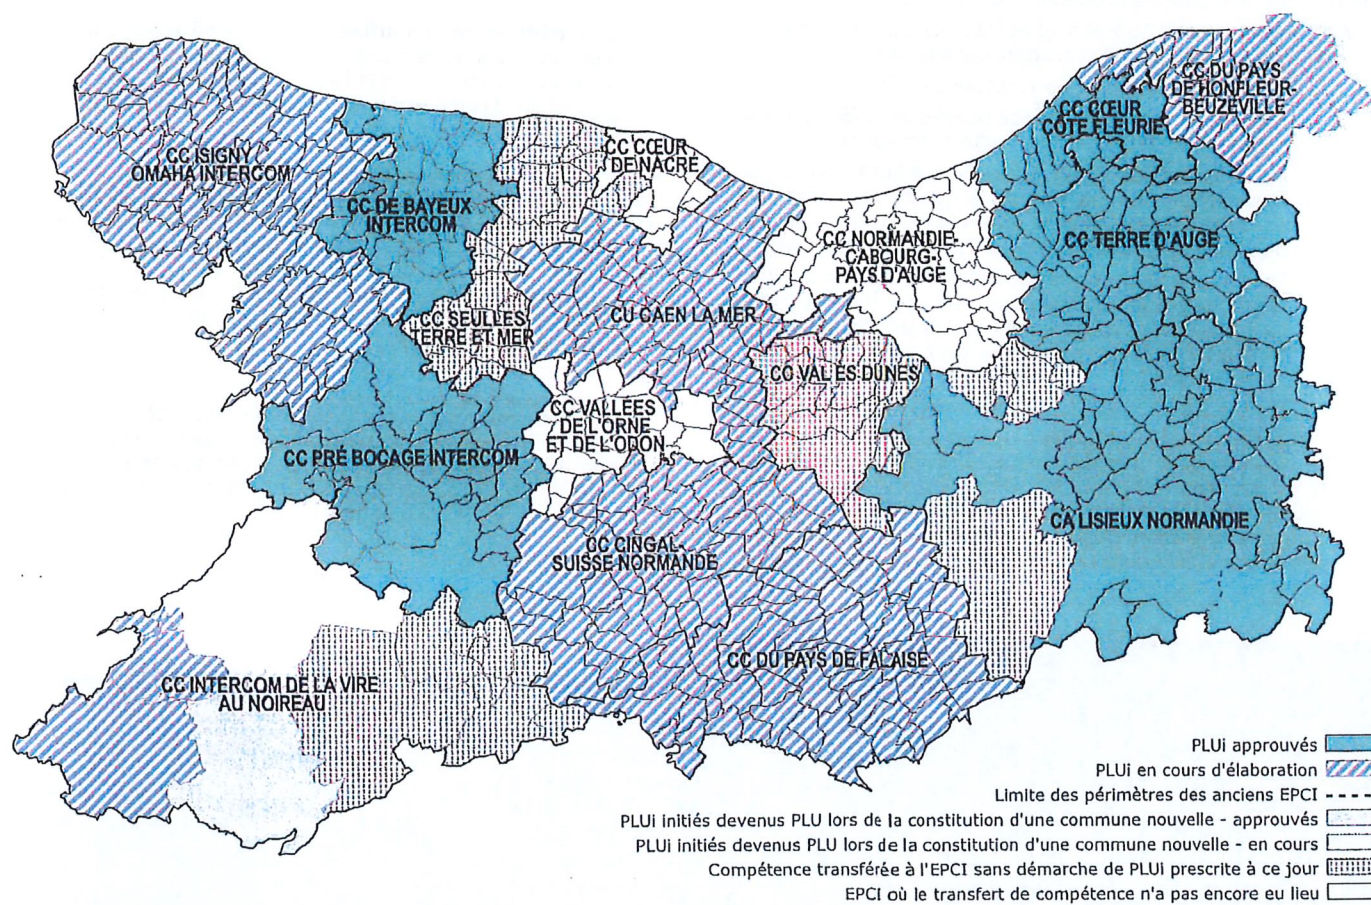 CC DU PAYS
DE HONFLEUR-
BEUZEVILLE
CC CŒUR
CÔTE FLEURIE
CC CŒUR
DE NACRE
CC ISIGNY
OMAHA INTERCOM
CC DE BAYEUX
INTERCOM
CC NORMANDIE-
CABOURG-
PAYS D'AUGE
CC TERRE D'AUGE
CC SEULLES
TERRE ET MER
CU CAEN LA MER
CC VAL ES DUNES
CC VALLÉES
DE L'ORNE
ET DE L'ODON
CC PRÉ BOCAGE INTERCOM
CA LISIEUX NORMANDIE
CC CINGAL-
SUISSE NORMANDE
CC DU PAYS DE FALAISE
CC INTERCOM DE LA VIRE
AU NOIREAU
PLUi approuvés
PLUi en cours d'élaboration
Limite des périmètres des anciens EPCI
PLUi initiés devenus PLU lors de la constitution d'une commune nouvelle - approuvés
PLUi initiés devenus PLU lors de la constitution d'une commune nouvelle - en cours
Compétence transférée à l'EPCI sans démarche de PLUi prescrite à ce jour
EPCI où le transfert de compétence n'a pas encore eu lieu